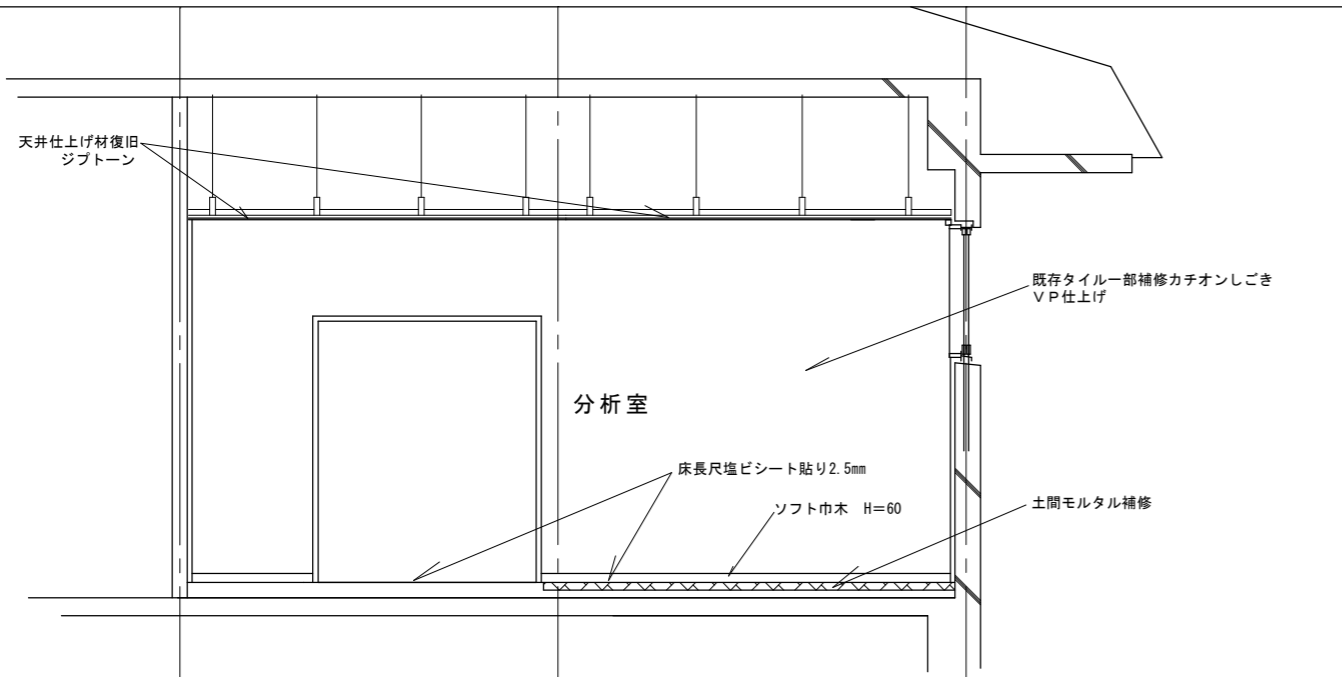 天井仕上げ材復旧
ジプトーン
既存タイル一部補修カチオンしごき
ＶＰ仕上げ
分析室
床長尺塩ビシート貼り2.5mm
ソフト巾木　H=60
土間モルタル補修